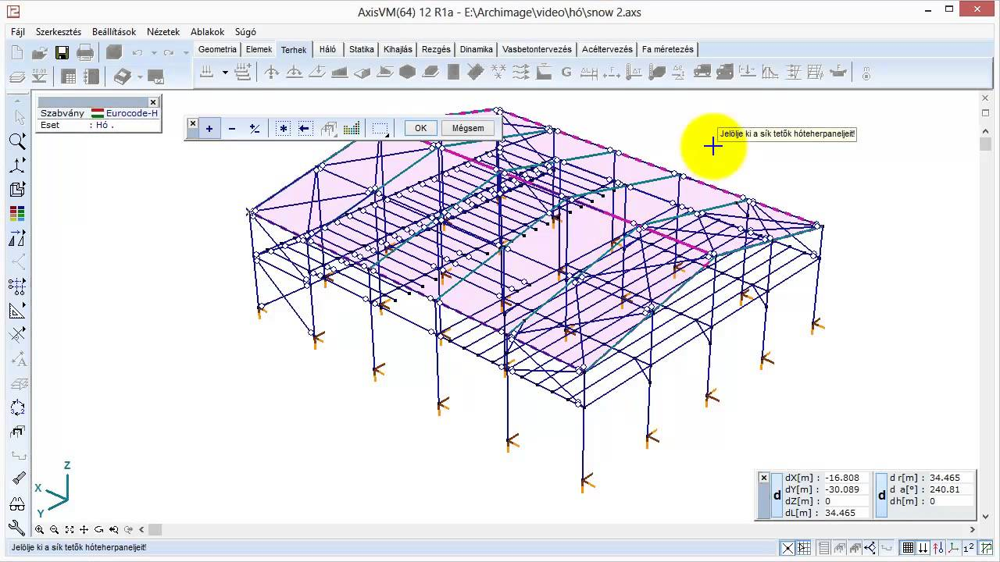 AxisVM(64) 12 R1a - E:\Archimage\video\hó\snow 2.axs
Fájl Szerkesztés Beállítások Nézetek Ablakok Súgó
Geometria Elemek Terhek Háló Statika Kihajlás Rezgés Dinamika Vasbetontervezés Acéltervezés Fa méretezés
Szabvány Eurocode-H
Eset : Hó .
OK Mégsem
Jelölje ki a sík tetők hóteherpaneljeit!
Z
X
Y
d
dX[m] : -16.808
dY[m] : -30.089
dZ[m] : 0
dL[m] : 34.465
d
d r[m] : 34.465
d a[°] : 240.81
dh[m] : 0
Jelölje ki a sík tetők hóteherpaneljeit!